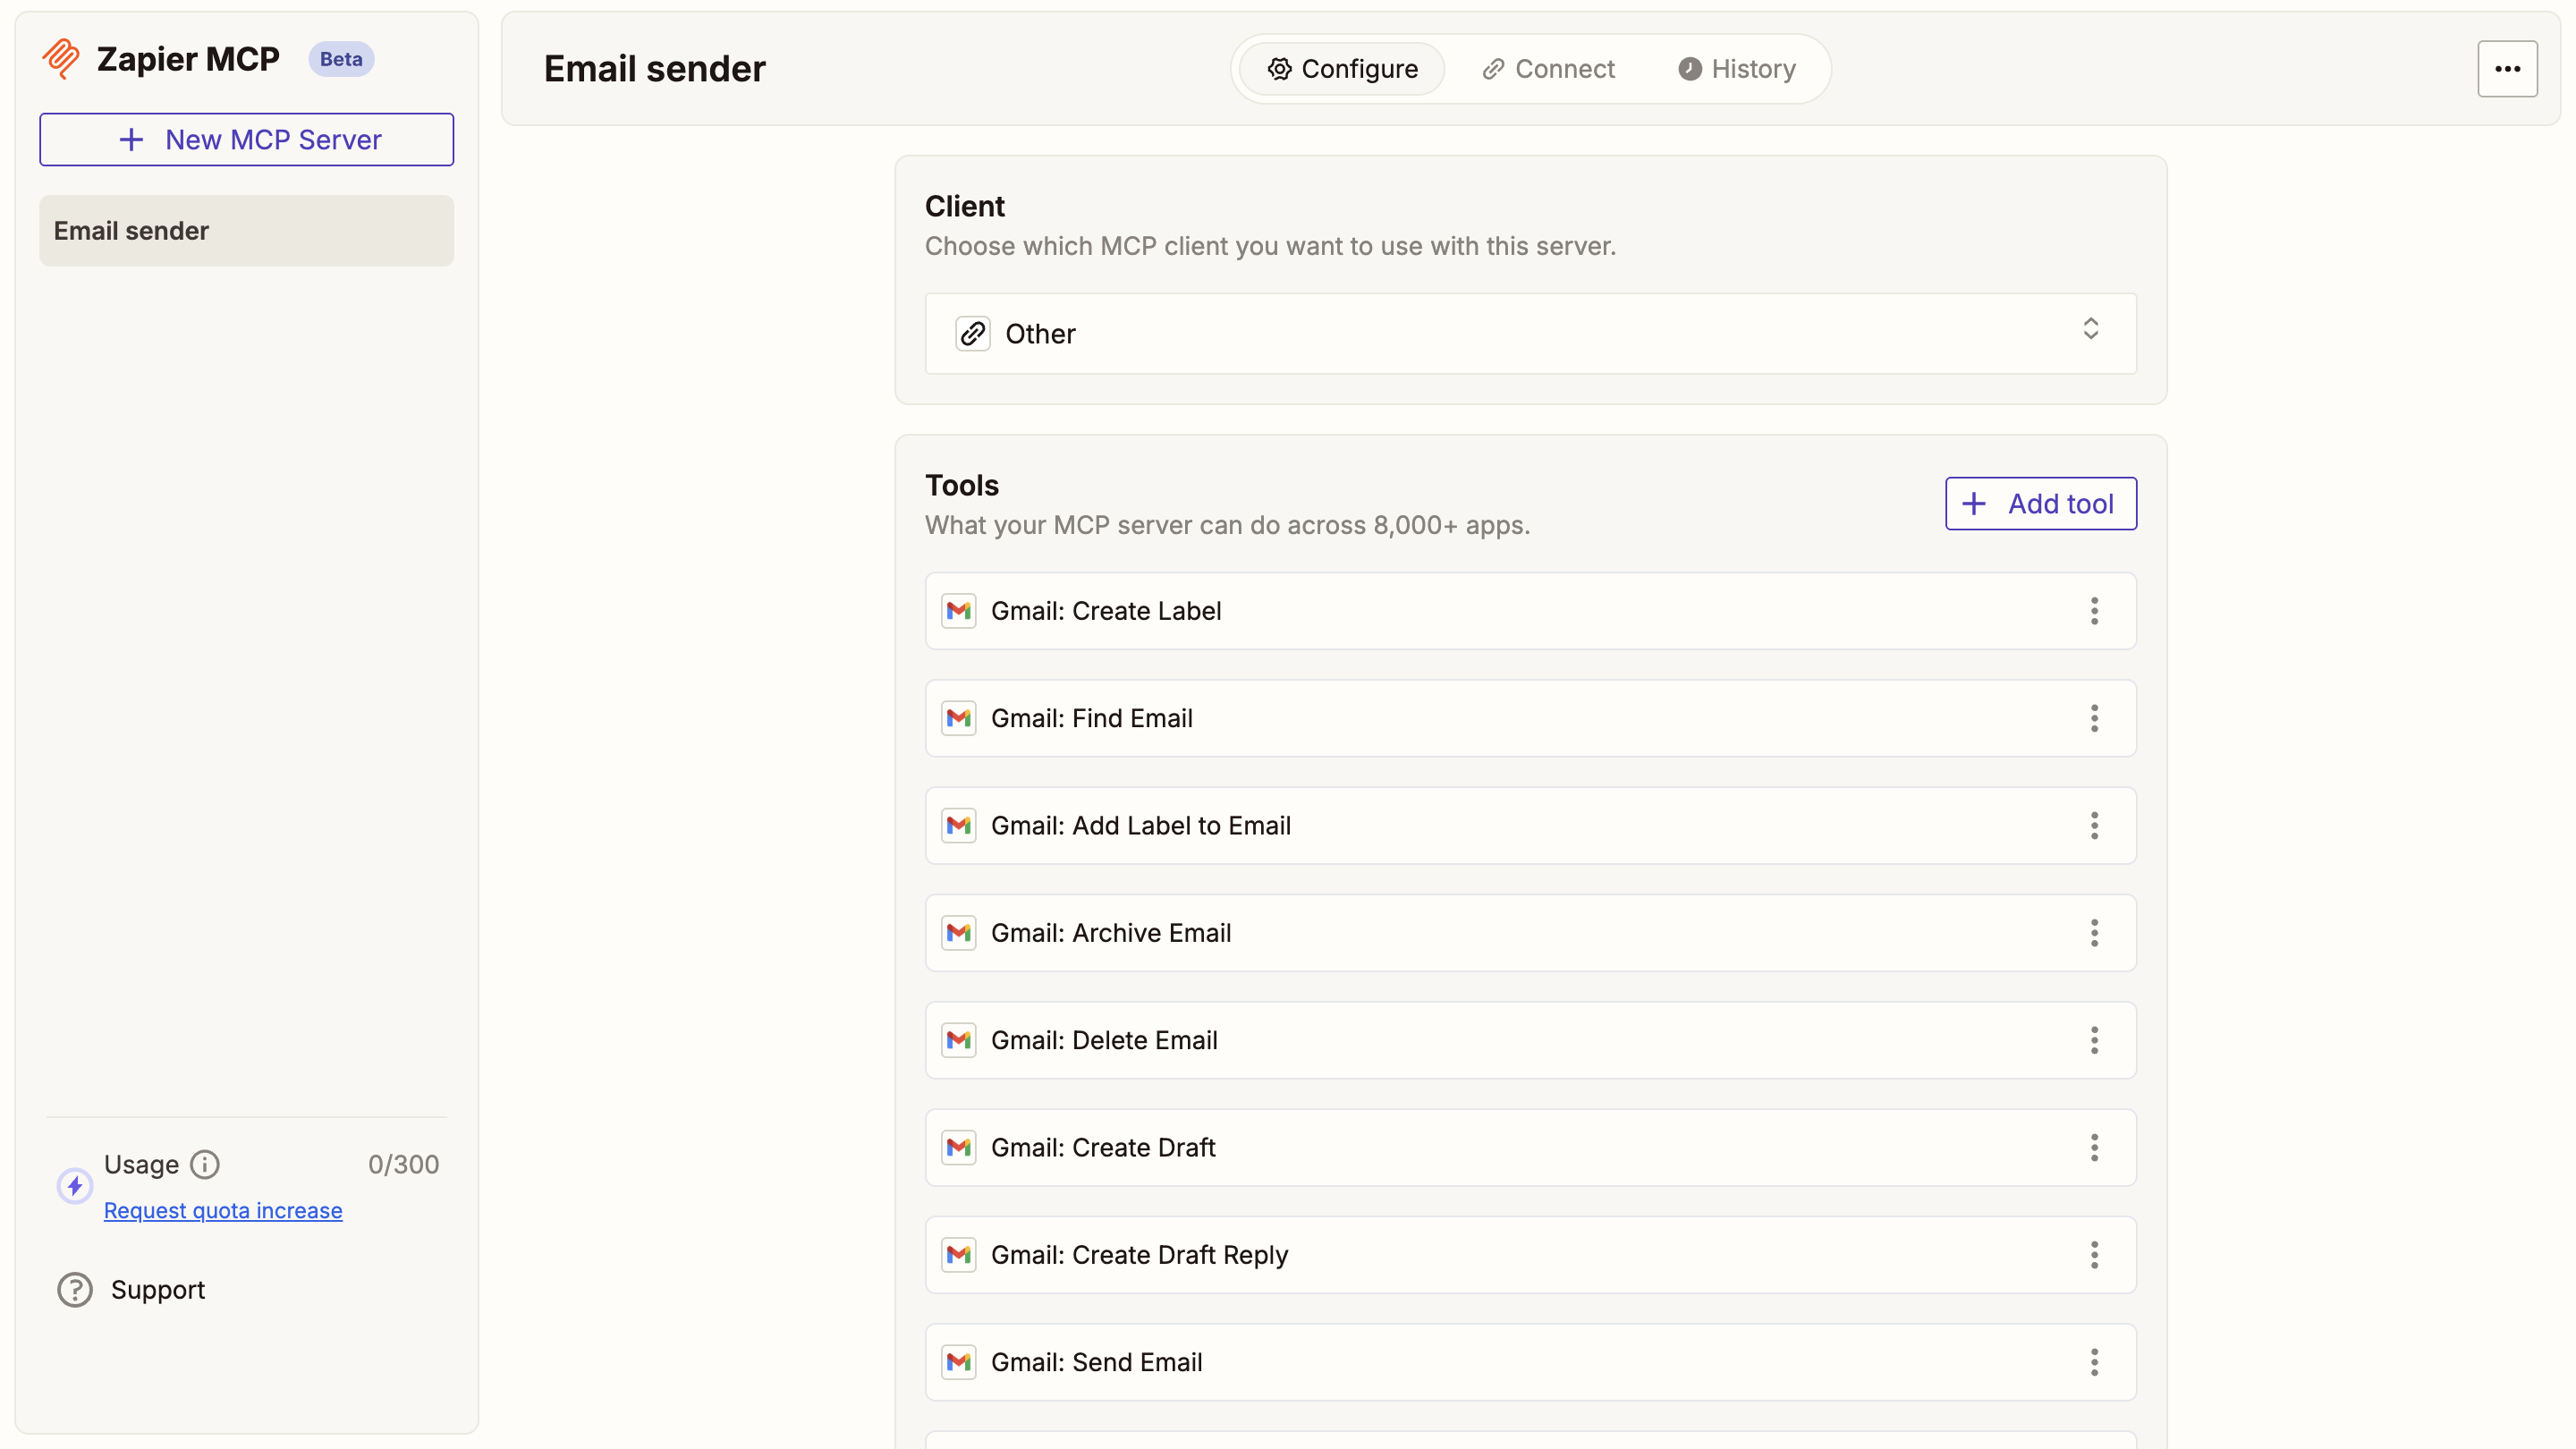 Zapier MCP
Beta
New MCP Server
Email sender
Usage
0/300
Request quota increase
Support
Email sender
Configure
Connect
History
Client
Choose which MCP client you want to use with this server.
Other
Tools
What your MCP server can do across 8,000+ apps.
Add tool
Gmail: Create Label
Gmail: Find Email
Gmail: Add Label to Email
Gmail: Archive Email
Gmail: Delete Email
Gmail: Create Draft
Gmail: Create Draft Reply
Gmail: Send Email